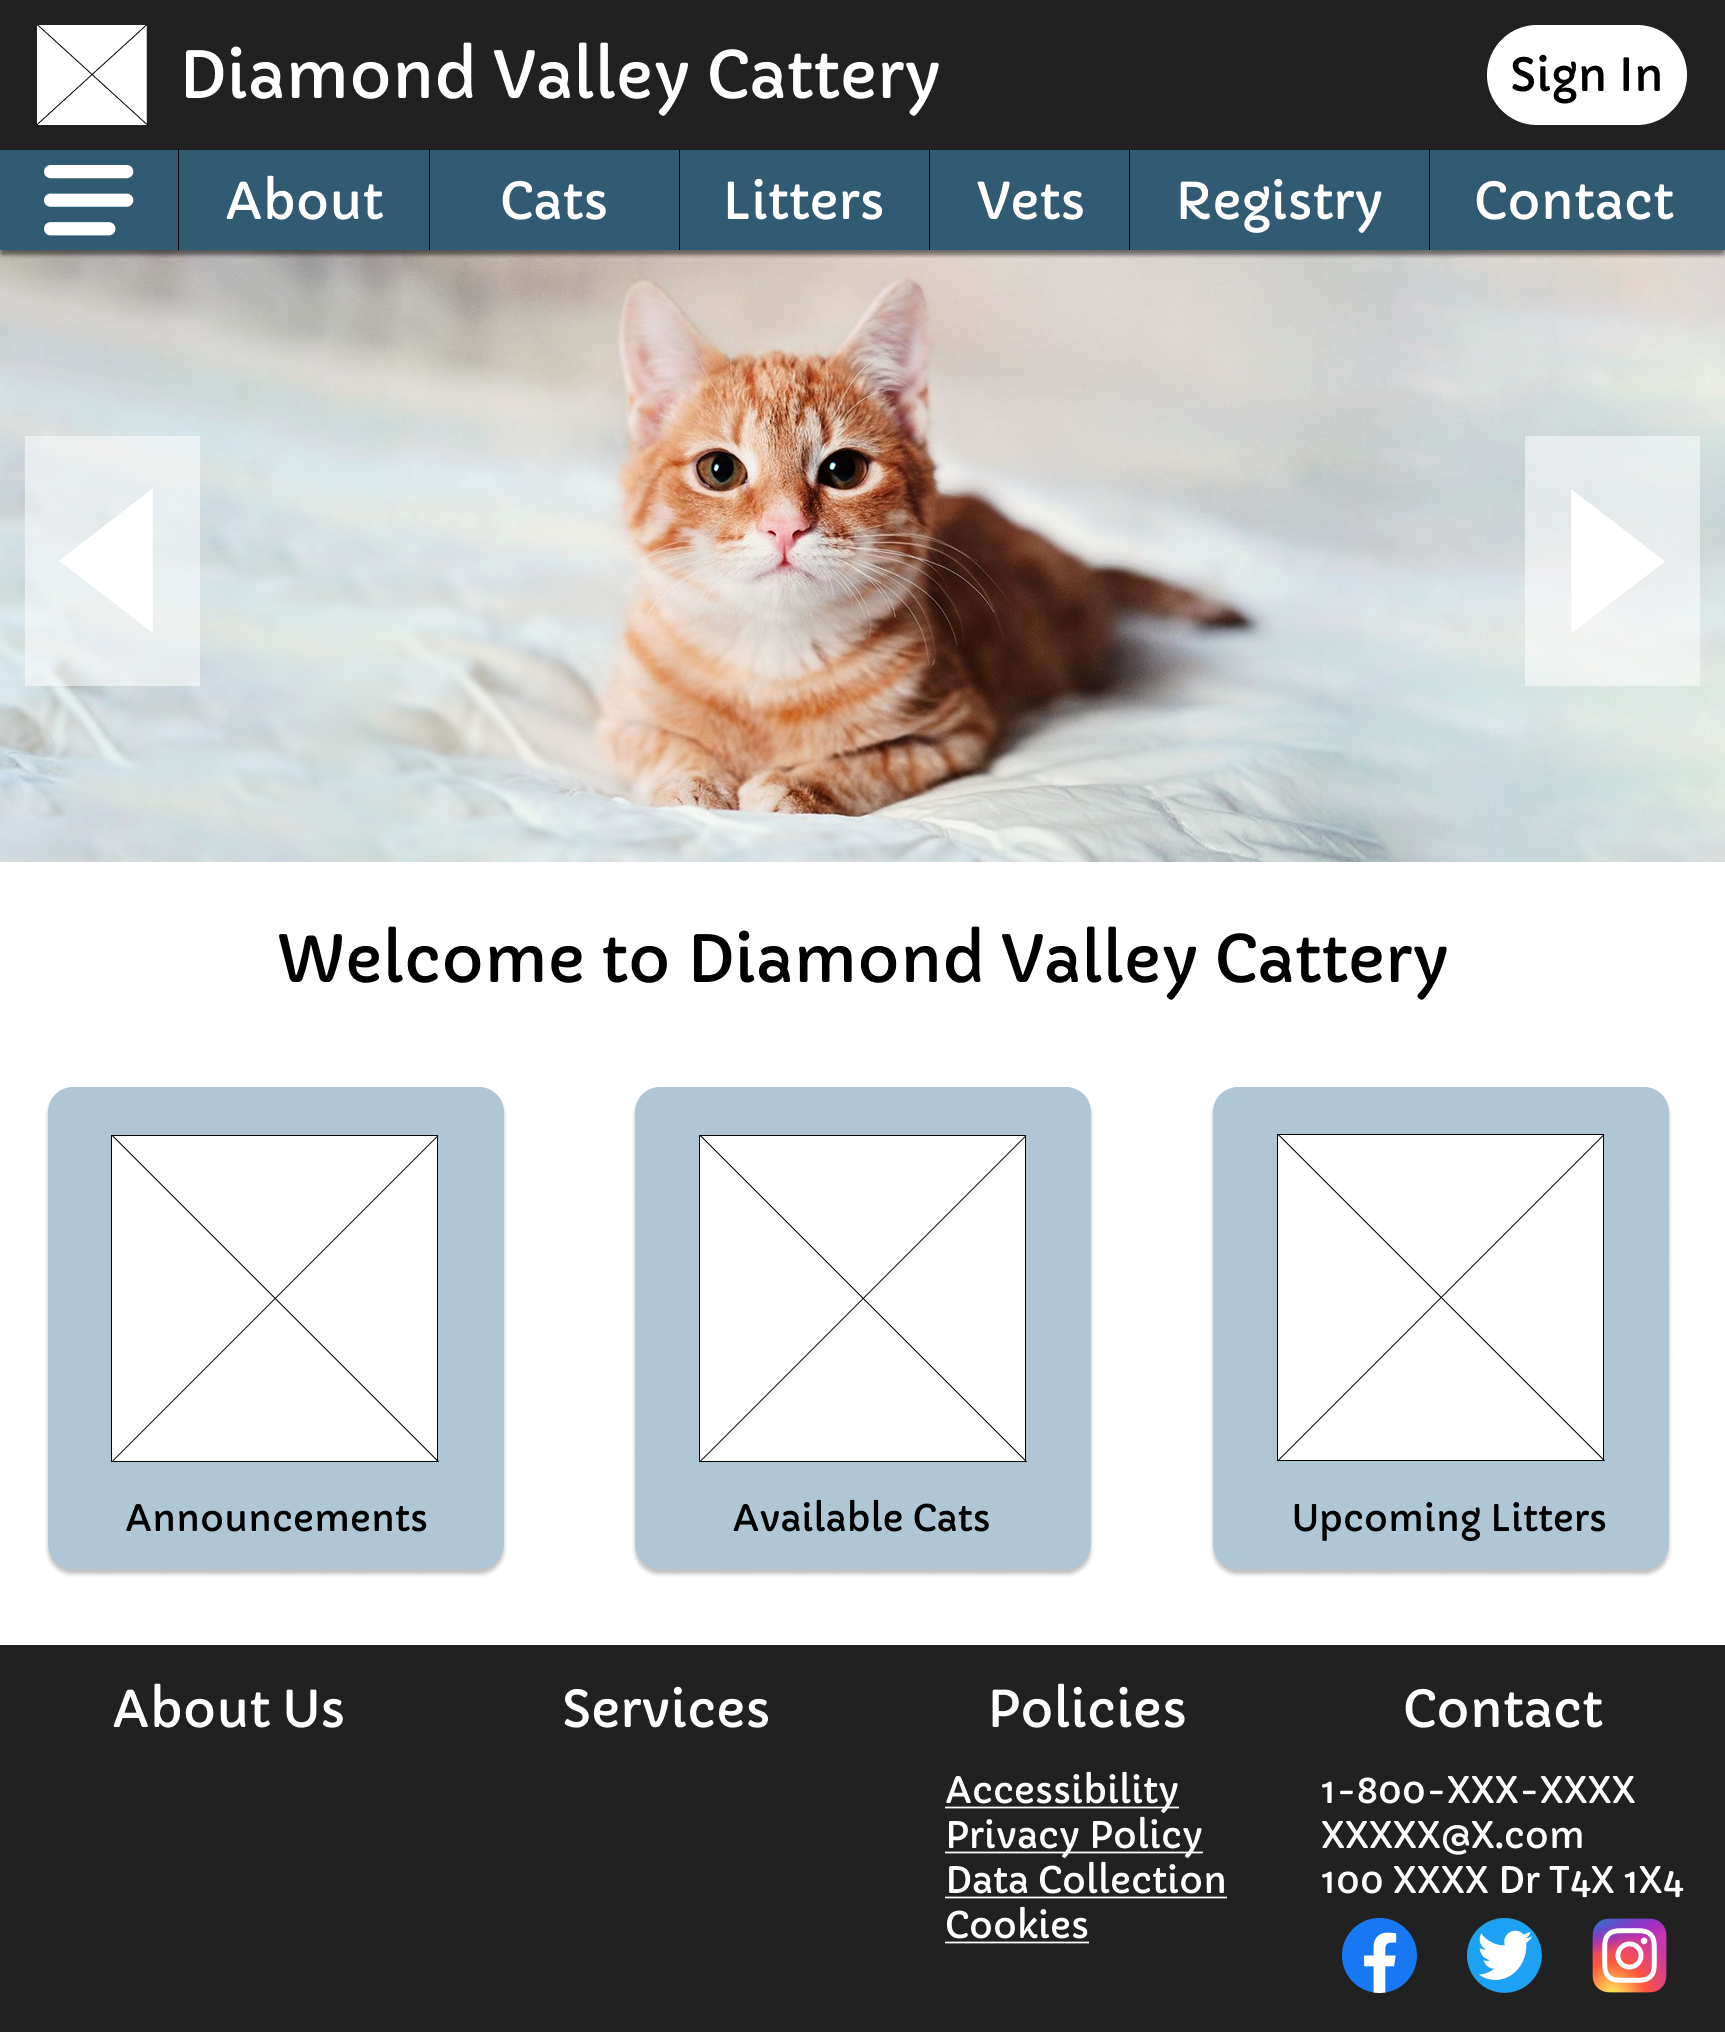 Diamond Valley Cattery
Sign In
About
Cats
Litters
Vets
Registry
Contact
Welcome to Diamond Valley Cattery
Announcements
Available Cats
Upcoming Litters
About Us
Services
Policies
Accessibility
Privacy Policy
Data Collection
Cookies
Contact
1-800-XXX-XXXX
XXXXX@X.com
100 XXXX Dr T4X 1X4